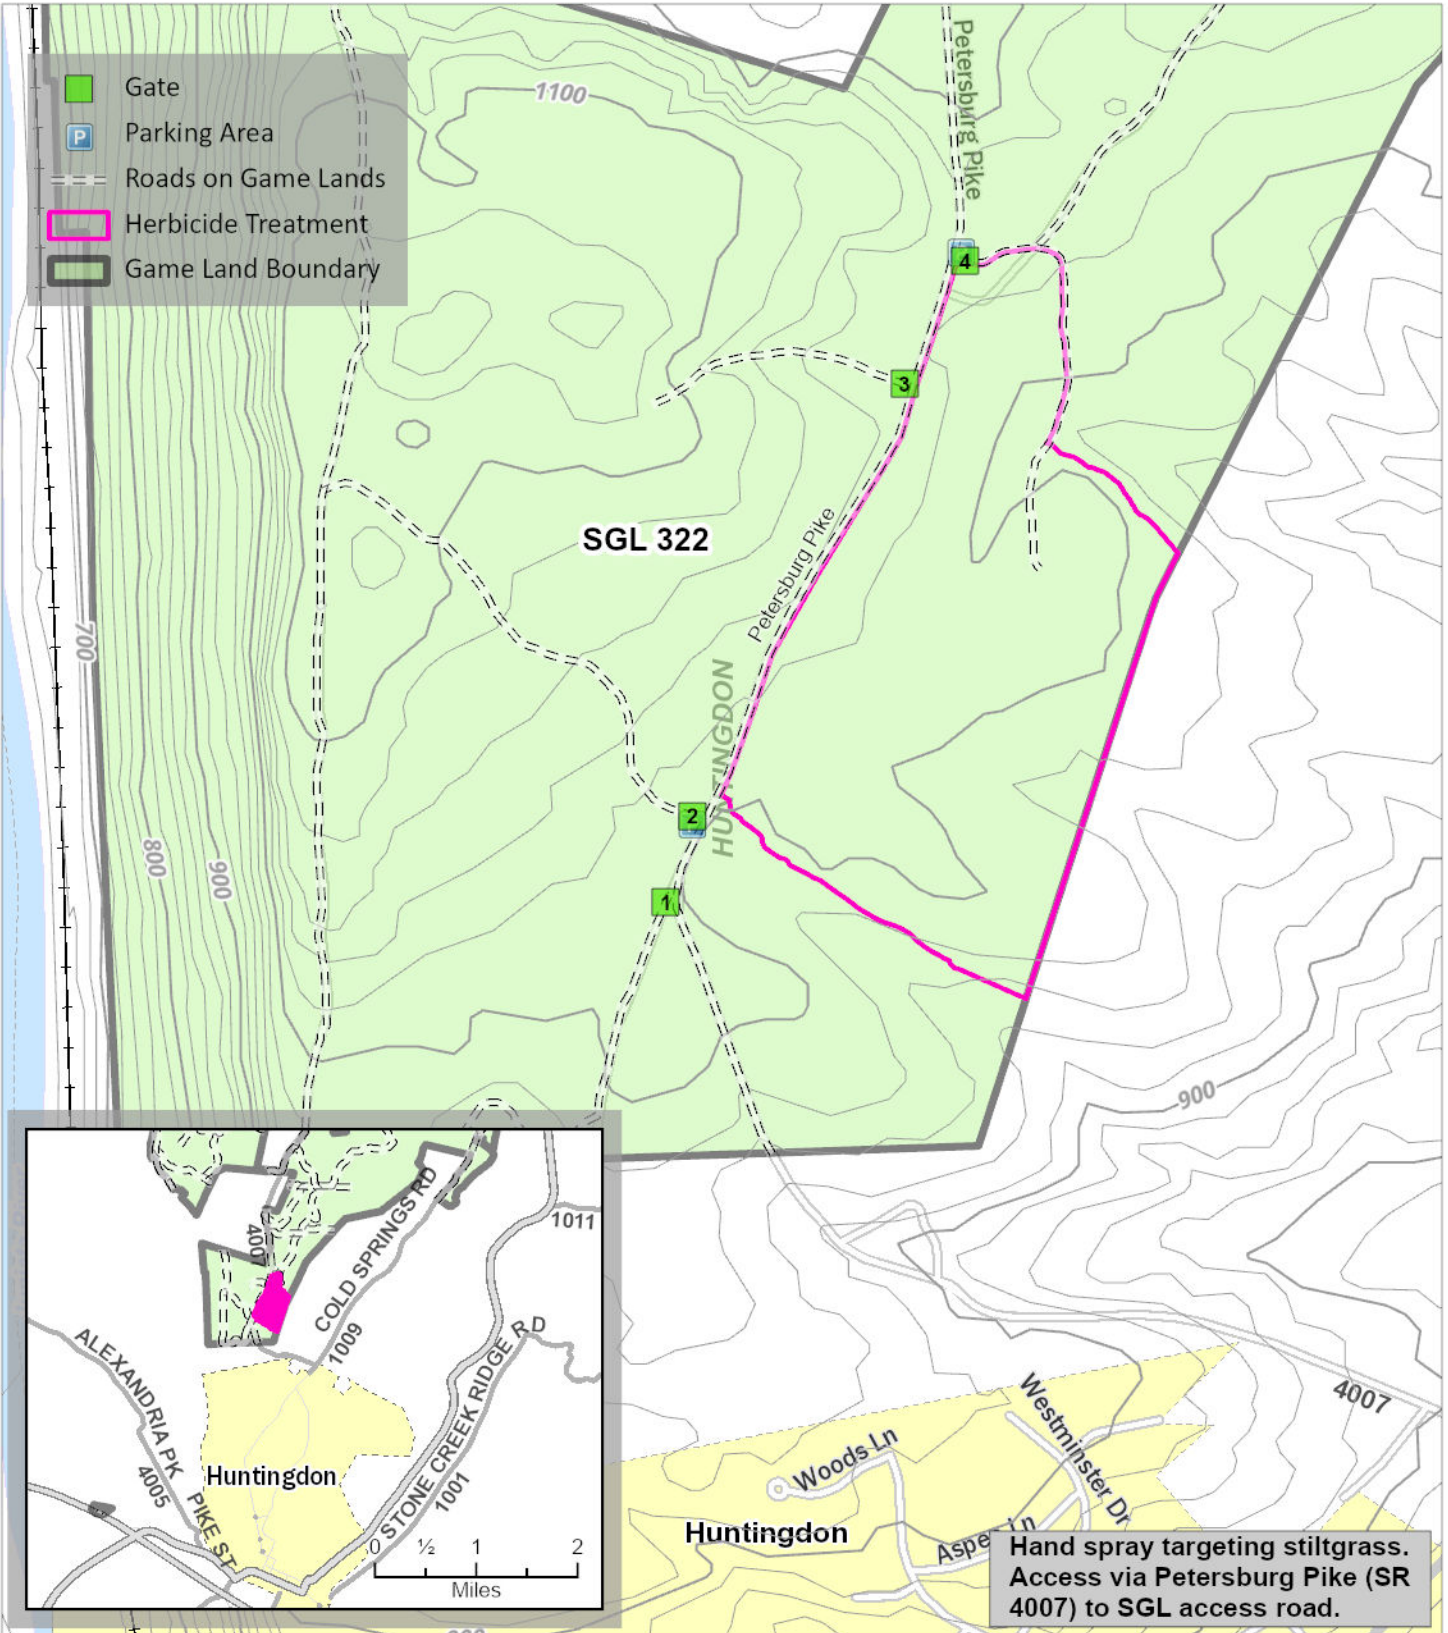 Gate
Parking Area
P
Roads on Game Lands
Herbicide Treatment
Game Land Boundary
1100
Petersburg Pike
4
3
SGL 322
Petersburg Pike
HUNTINGDON
700
2
800
900
1
900
1011
4007
COLD SPRINGS RD
1009
ALEXANDRIA PK
4005
PIKE ST
Huntingdon
STONE CREEK RIDGE RD
1001
0 ½ 1 2
Miles
4007
Westminster Dr
Woods Ln
Huntingdon
Ln
Hand spray targeting stiltgrass.
Access via Petersburg Pike (SR
4007) to SGL access road.